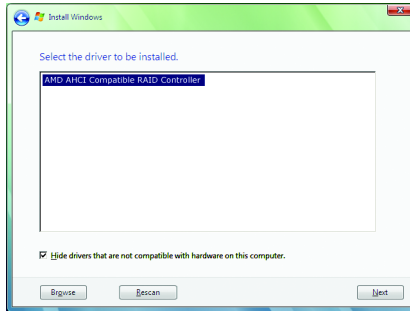 Install Windows
Select the driver to be installed.
AMD AHCI Compatible RAID Controller
Hide drivers that are not compatible with hardware on this computer.
Browse
Rescan
Next